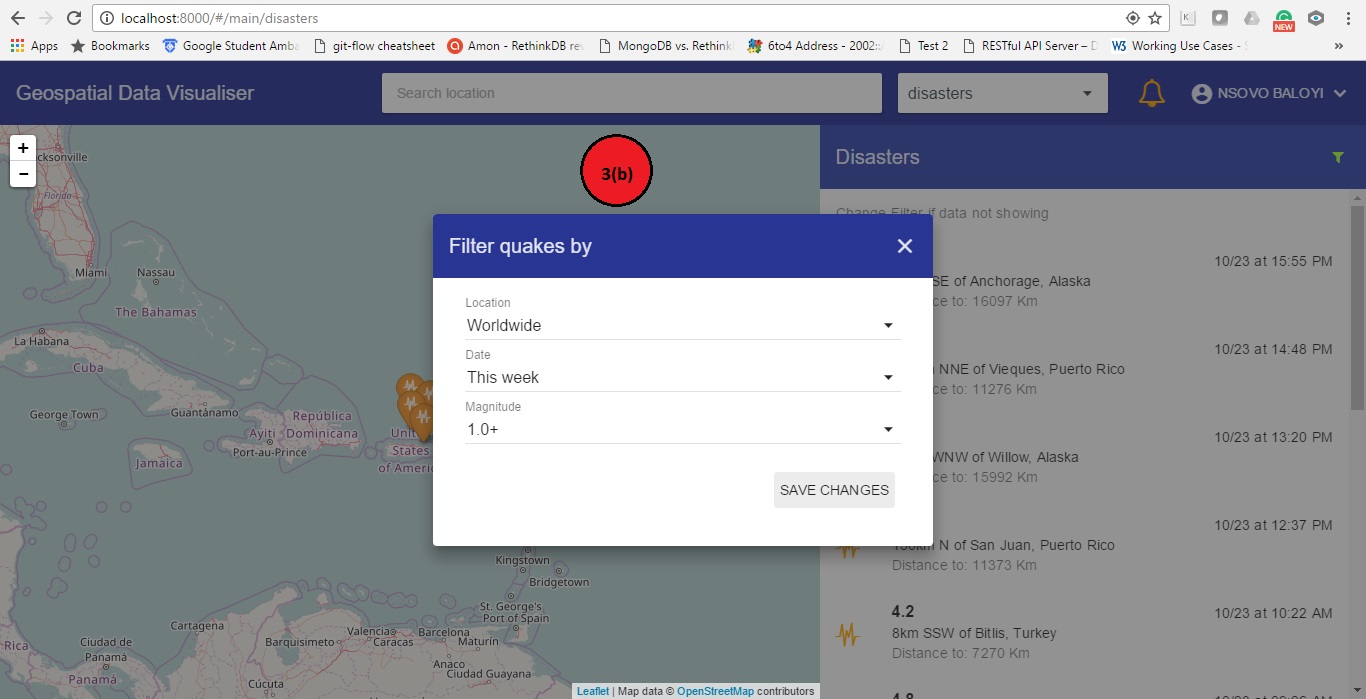 localhost:8000/#/main/disasters
NEW
Apps Bookmarks Google Student Amba git-flow cheatsheet Amon - RethinkDB re MongoDB vs. Rethink 6to4 Address - 2002:: Test 2 RESTful API Server – Working Use Cases -
Geospatial Data Visualiser
Search location
disasters
NSOVO BALOYI
+
−
cksonville
Florida
Miami
Nassau
The Bahamas
La Habana
Cuba
George Town
Guantánamo
Ayiti
Port-au-Prince
República
Dominicana
Jamaica
Unit
States
of Americ
Kingstown
Bridgetown
St. George's
Port of Spain
Cartagena
Barquisimeto
Valencia
Caracas
Barcelona
Maturín
Anaco
Ciudad Guayana
Rica
Ciudad de
Panamá
Panamá
Cúcuta
Leaflet | Map data © OpenStreetMap contributors
3(b)
Filter quakes by
Location
Worldwide
Date
This week
Magnitude
1.0+
SAVE CHANGES
Disasters
Change Filter if data not showing
10/23 at 15:55 PM
SE of Anchorage, Alaska
ce to: 16097 Km
10/23 at 14:48 PM
NNE of Vieques, Puerto Rico
ce to: 11276 Km
10/23 at 13:20 PM
WNW of Willow, Alaska
ce to: 15992 Km
10/23 at 12:37 PM
N of San Juan, Puerto Rico
Distance to: 11373 Km
4.2
10/23 at 10:22 AM
8km SSW of Bitlis, Turkey
Distance to: 7270 Km